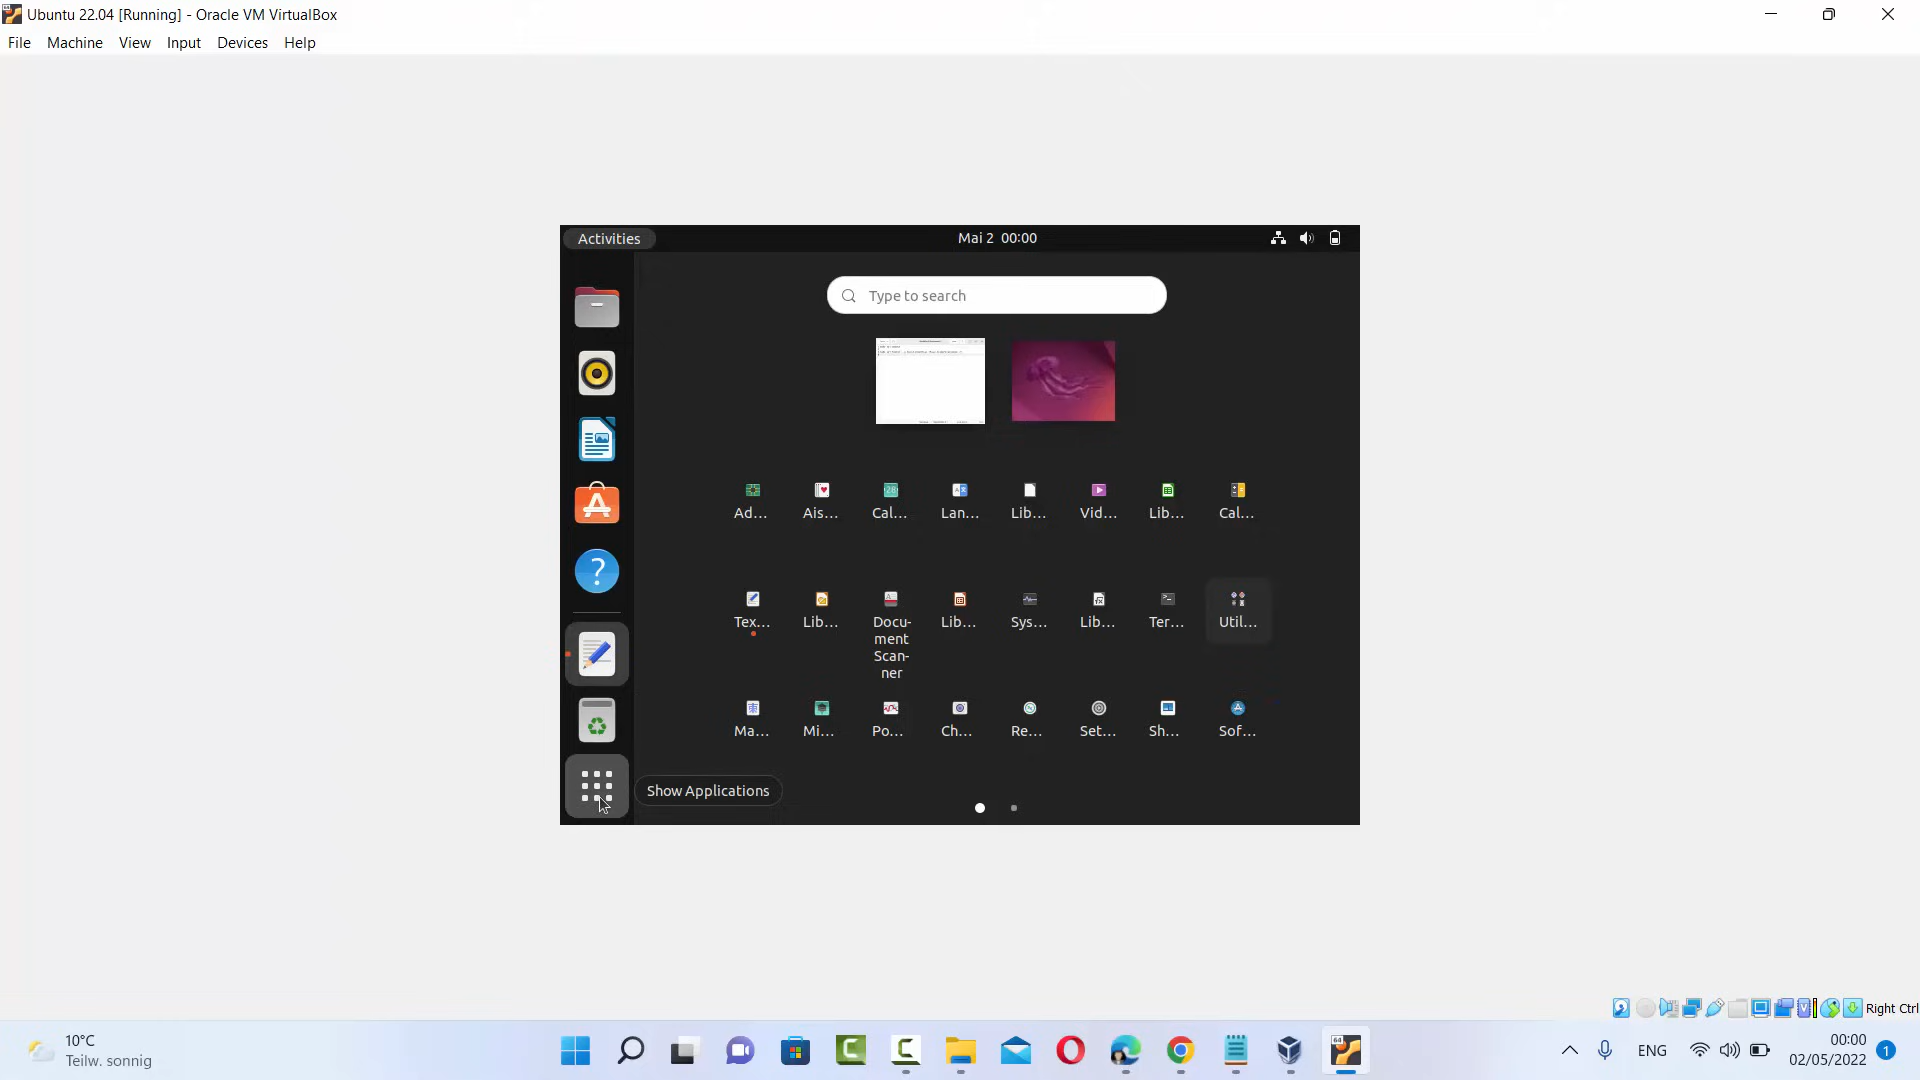 Ubuntu 22.04 [Running] - Oracle VM VirtualBox
File Machine View Input Devices Help
Activities
Mai 2 00:00
Type to search
Ad... Ais... Cal... Lan... Lib... Vid... Lib... Cal...
Tex... Lib... Docu- Lib... Sys... Lib... Ter... Util...
ment
Scan-
ner
Ma... Mi... Po... Ch... Re... Set... Sh... Sof...
Show Applications
Right Ctrl
10°C
Teilw. sonnig
ENG
00:00
02/05/2022
1